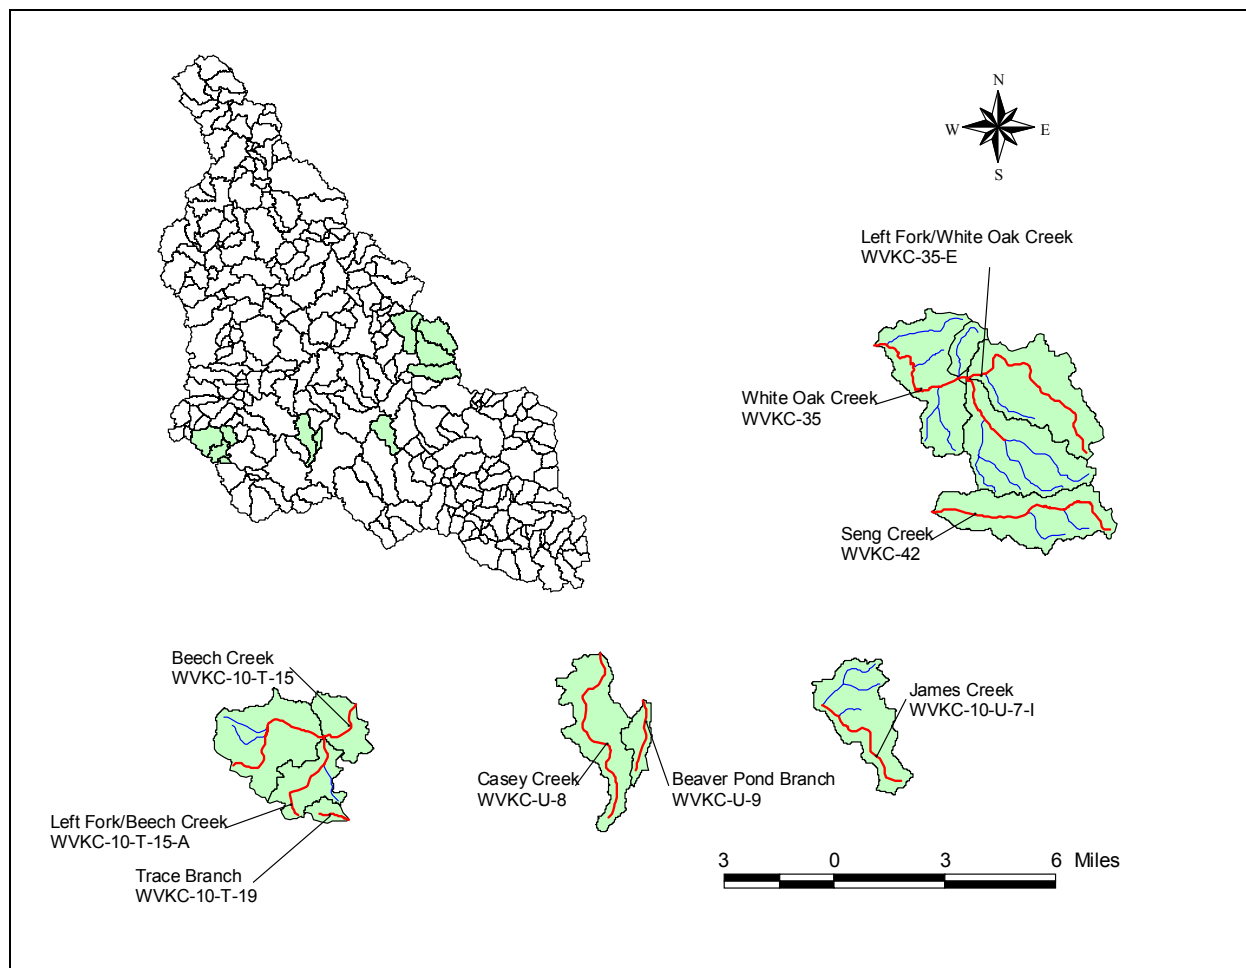 N
W
E
S
Left Fork/White Oak Creek
WVKC-35-E
White Oak Creek
WVKC-35
Seng Creek
WVKC-42
Beech Creek
WVKC-10-T-15
James Creek
WVKC-10-U-7-I
Casey Creek
WVKC-U-8
Beaver Pond Branch
WVKC-U-9
Left Fork/Beech Creek
WVKC-10-T-15-A
Trace Branch
WVKC-10-T-19
3 0 3 6 Miles